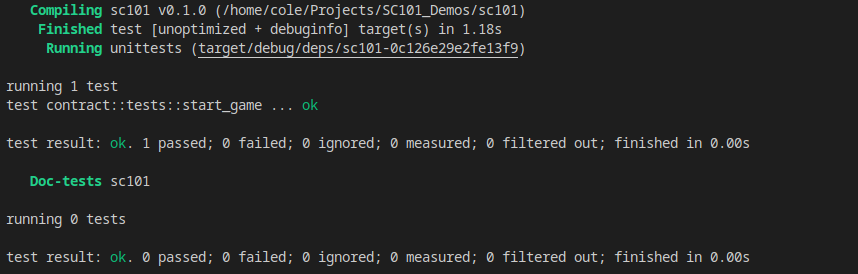 Compiling sc101 v0.1.0 (/home/cole/Projects/SC101_Demos/sc101)
Finished test [unoptimized + debuginfo] target(s) in 1.18s
Running unittests (target/debug/deps/sc101-0c126e29e2fe13f9)
running 1 test
test contract::tests::start_game ... ok
test result: ok. 1 passed; 0 failed; 0 ignored; 0 measured; 0 filtered out; finished in 0.00s
Doc-tests sc101
running 0 tests
test result: ok. 0 passed; 0 failed; 0 ignored; 0 measured; 0 filtered out; finished in 0.00s